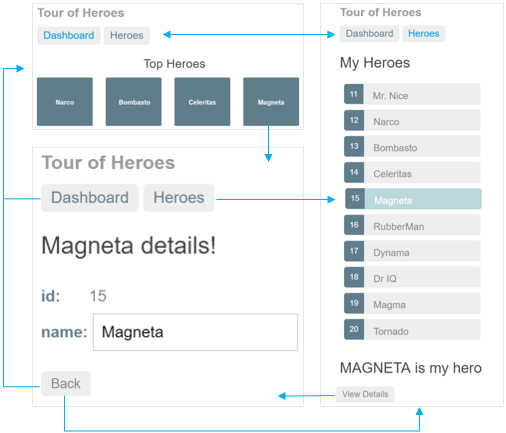 Tour of Heroes
Dashboard Heroes
Top Heroes
Narco Bombasto Celeritas Magneta
Tour of Heroes
Dashboard Heroes
Magneta details!
id: 15
name: Magneta
Back
Tour of Heroes
Dashboard Heroes
My Heroes
11 Mr. Nice
12 Narco
13 Bombasto
14 Celeritas
15 Magneta
16 RubberMan
17 Dynama
18 Dr IQ
19 Magma
20 Tornado
MAGNETA is my hero
View Details